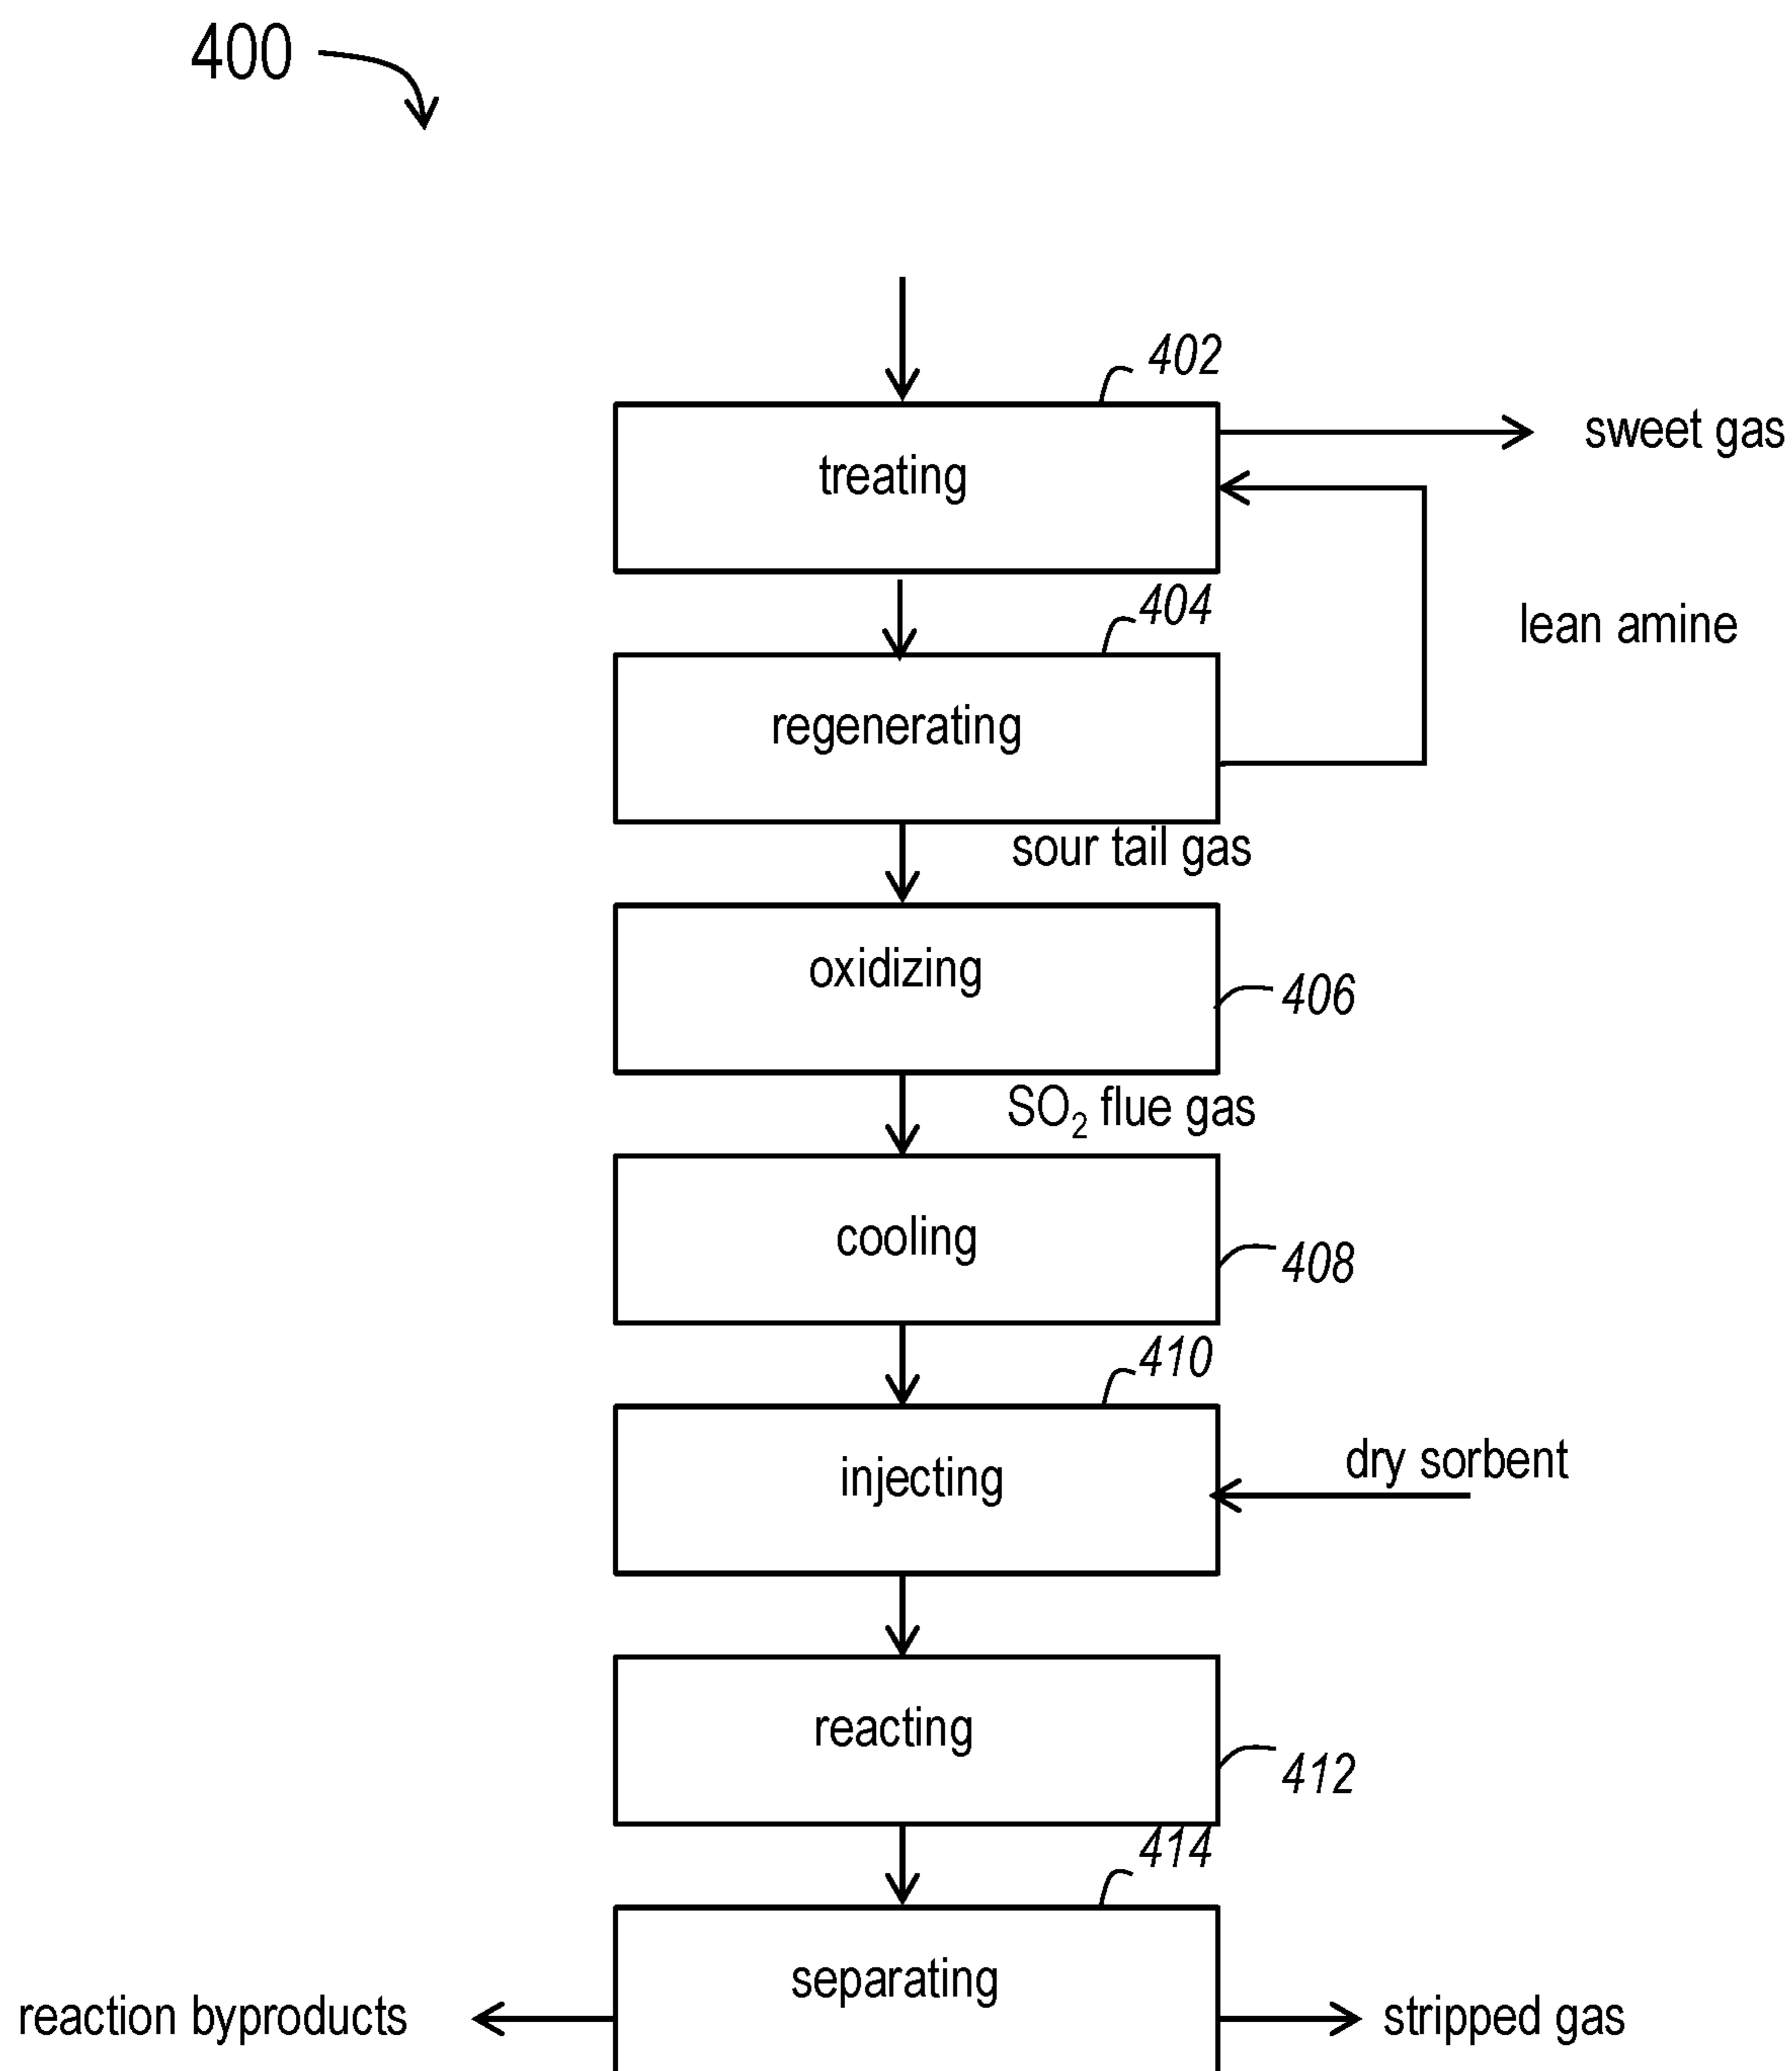 400
402
treating
sweet gas
404
lean amine
regenerating
sour tail gas
oxidizing
406
SO₂ flue gas
cooling
408
410
injecting
dry sorbent
reacting
412
414
separating
reaction byproducts
stripped gas